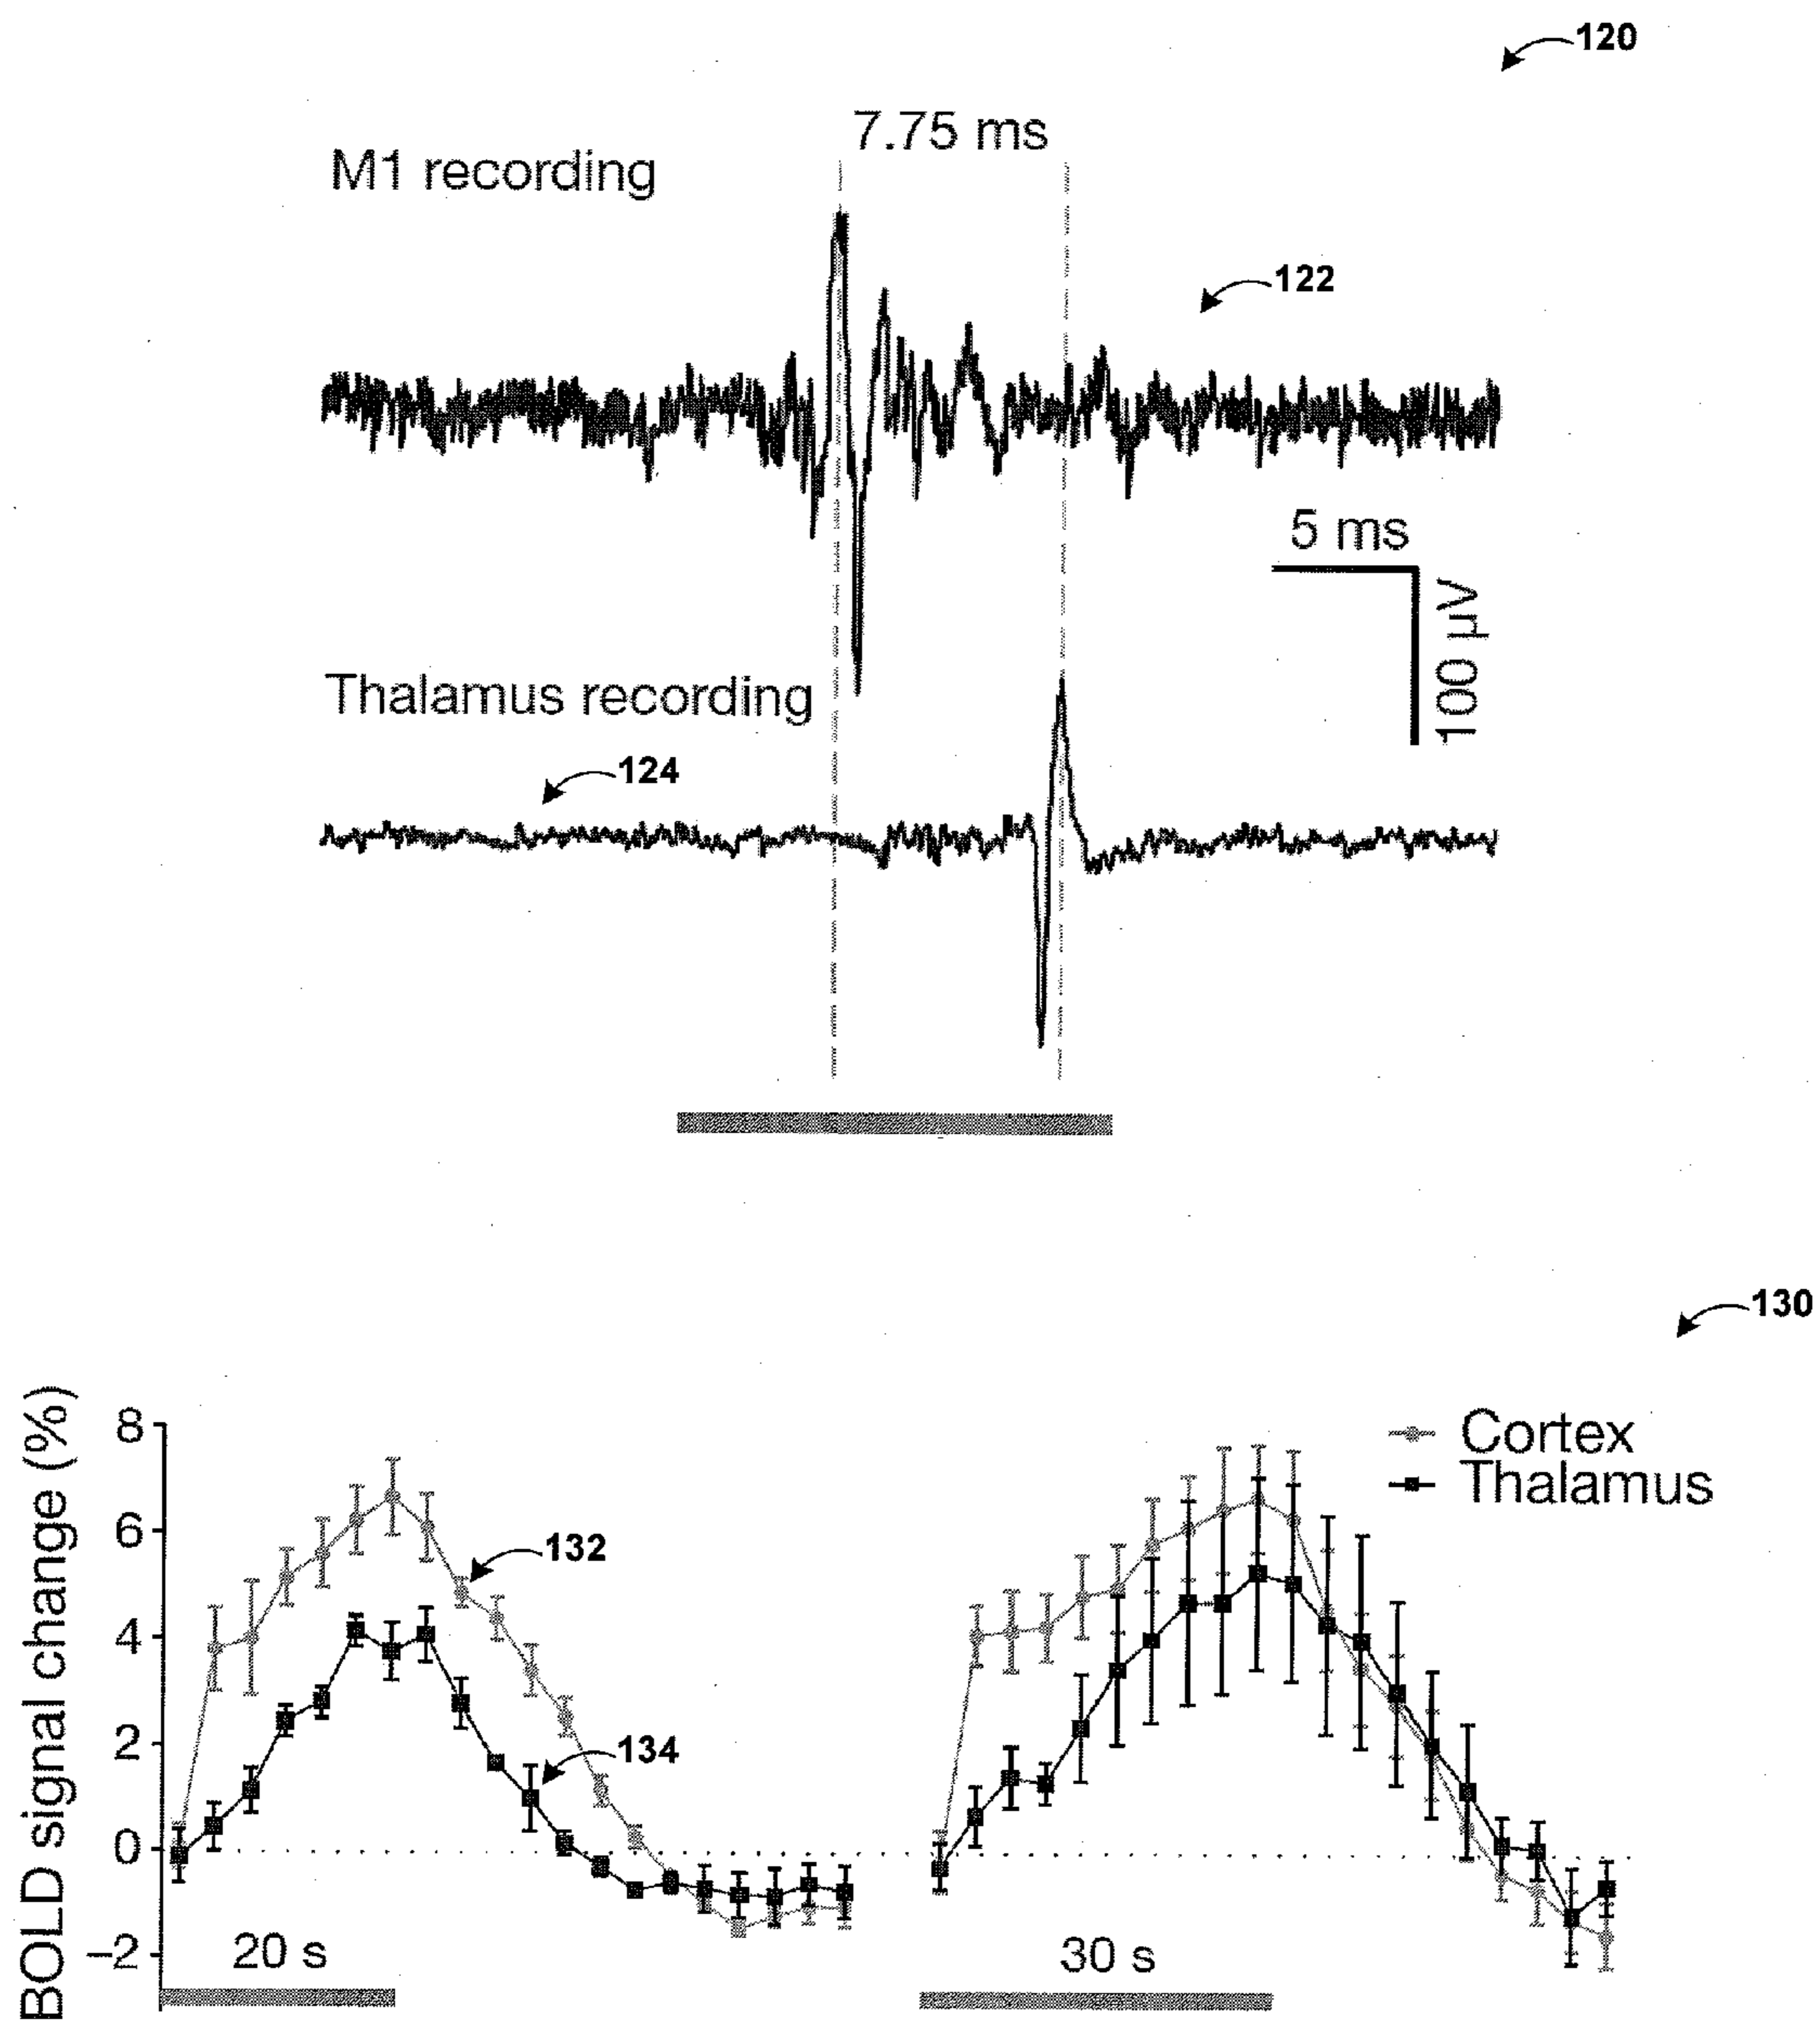 120
7.75 ms
M1 recording
122
5 ms
100 µV
Thalamus recording
124
130
BOLD signal change (%)
8
6
4
2
0
–2
Cortex
Thalamus
132
134
20 s
30 s